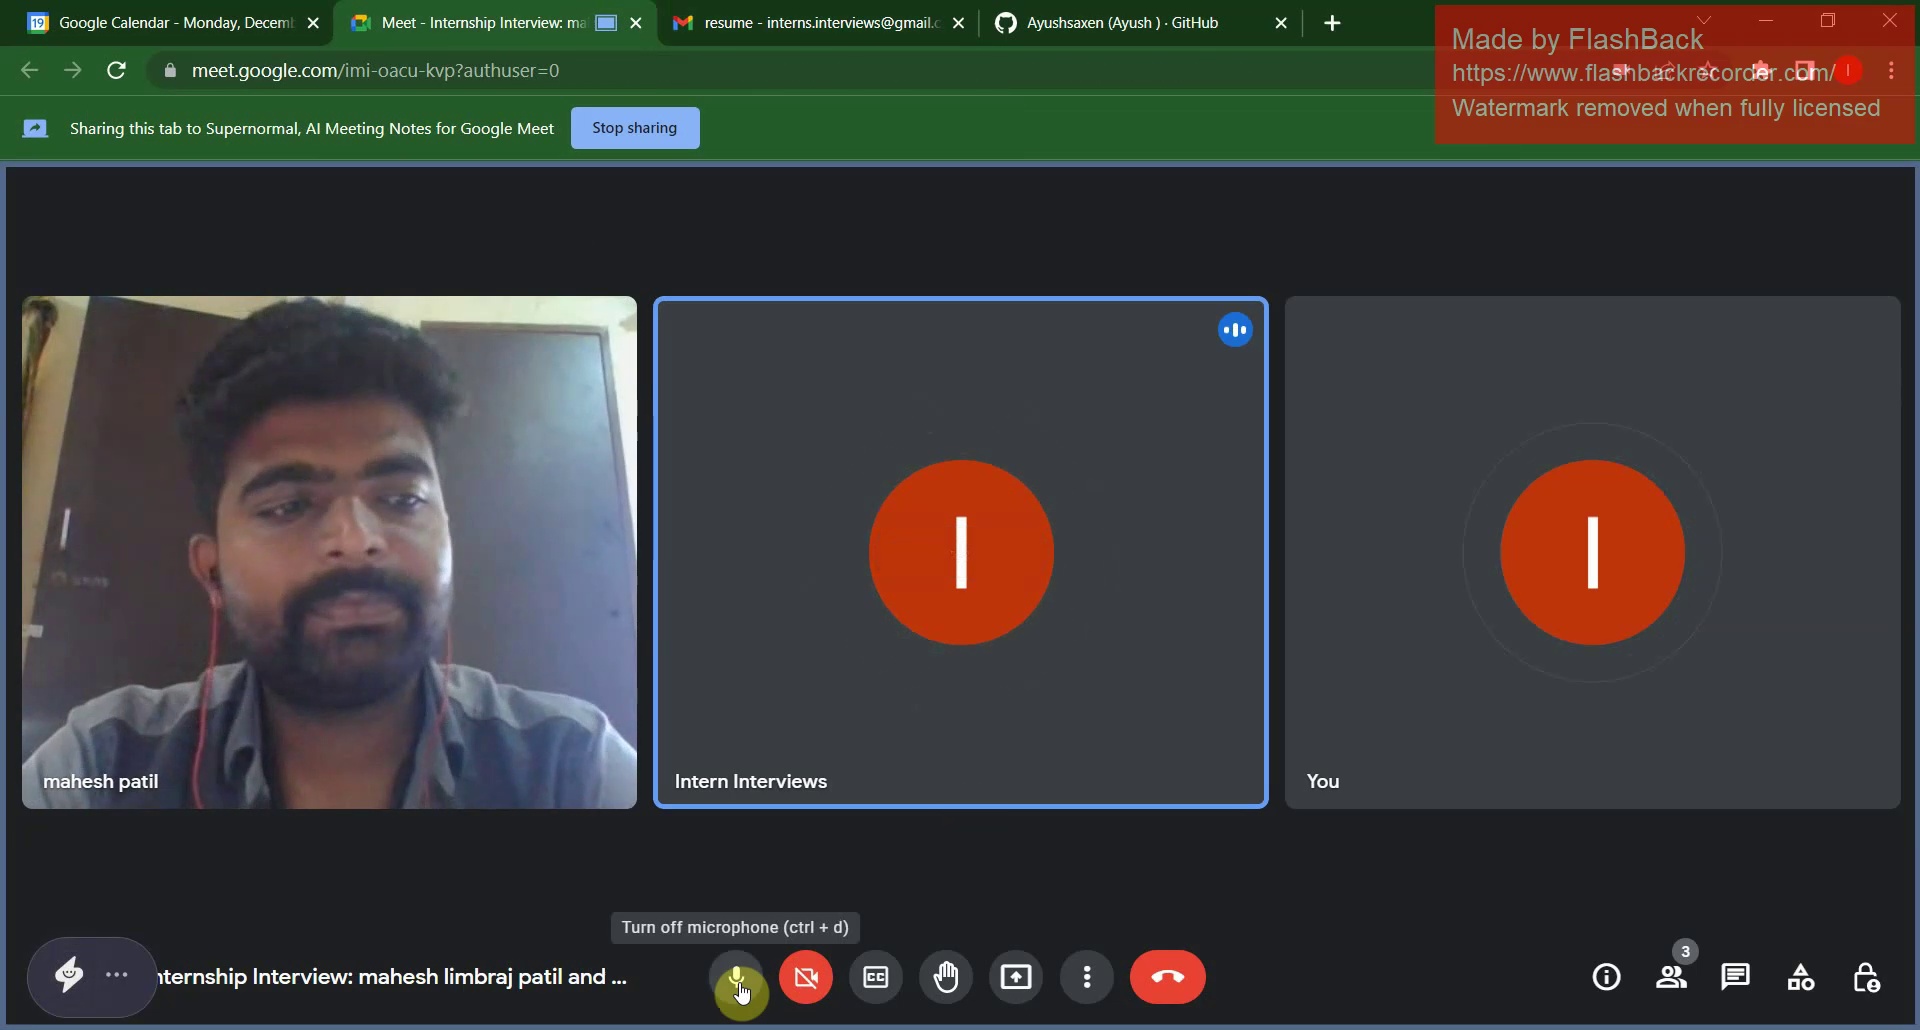 Google Calendar - Monday, Decem
Meet - Internship Interview: ma
resume - interns.interviews@gmail.c
Ayushsaxen (Ayush ) · GitHub
Made by FlashBack
https://www.flashbackrecorder.com/
Watermark removed when fully licensed
meet.google.com/imi-oacu-kvp?authuser=0
Sharing this tab to Supernormal, AI Meeting Notes for Google Meet
Stop sharing
mahesh patil
I
Intern Interviews
I
You
Turn off microphone (ctrl + d)
nternship Interview: mahesh limbraj patil and ...
CC
3